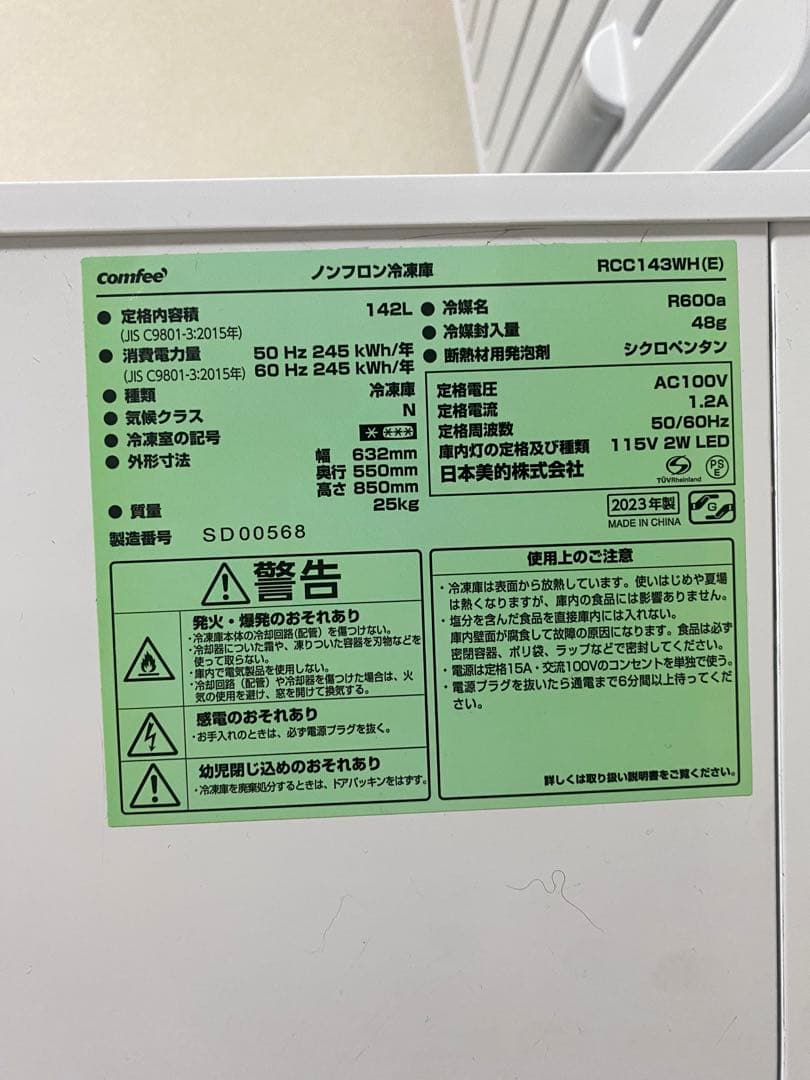 comfee'
ノンフロン冷凍庫
RCC143WH(E)
● 定格内容積 142L
(JIS C9801-3:2015年)
● 消費電力量 50 Hz 245 kWh/年
(JIS C9801-3:2015年) 60 Hz 245 kWh/年
● 種類 冷凍庫
● 気候クラス N
● 冷凍室の記号
● 外形寸法 幅 632mm
奥行 550mm
高さ 850mm
● 質量 25kg
製造番号 SD00568
● 冷媒名 R600a
● 冷媒封入量 48g
● 断熱材用発泡剤 シクロペンタン
定格電圧 AC100V
定格電流 1.2A
定格周波数 50/60Hz
庫内灯の定格及び種類 115V 2W LED
日本美的株式会社
TÜVRheinland
PS
E
2023年製
MADE IN CHINA
G
警告
発火・爆発のおそれあり
・冷凍庫本体の冷却回路(配管)を傷つけない。
・冷却器についた霜や、凍りついた容器を刃物などを
使って取らない。
・庫内で電気製品を使用しない。
・冷却回路(配管)や冷却器を傷つけた場合は、火
気の使用を避け、窓を開けて換気する。
感電のおそれあり
・お手入れのときは、必ず電源プラグを抜く。
幼児閉じ込めのおそれあり
・冷凍庫を廃棄処分するときは、ドアパッキンをはずす。
使用上のご注意
・冷凍庫は表面から放熱しています。使いはじめや夏場
は熱くなりますが、庫内の食品には影響ありません。
・塩分を含んだ食品を直接庫内には入れない。
庫内壁面が腐食して故障の原因になります。食品は必ず
密閉容器、ポリ袋、ラップなどで密封してください。
・電源は定格15A・交流100Vのコンセントを単独で使う。
・電源プラグを抜いたら通電まで6分間以上待ってくだ
さい。
詳しくは取り扱い説明書をご覧ください。